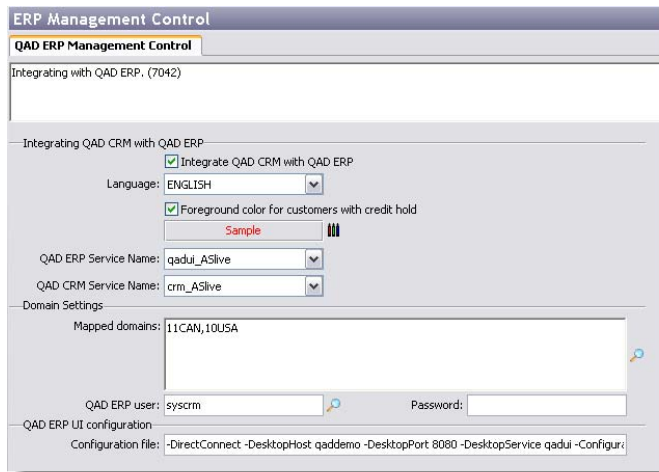 ERP Management Control
QAD ERP Management Control
Integrating with QAD ERP. (7042)
Integrating QAD CRM with QAD ERP
Integrate QAD CRM with QAD ERP
Language: ENGLISH
Foreground color for customers with credit hold
Sample
QAD ERP Service Name: qadui_ASlive
QAD CRM Service Name: crm_ASlive
Domain Settings
Mapped domains: 11CAN,10USA
QAD ERP user: syscrm Password:
QAD ERP UI configuration
Configuration file: -DirectConnect -DesktopHost qaddemo -DesktopPort 8080 -DesktopService qadui